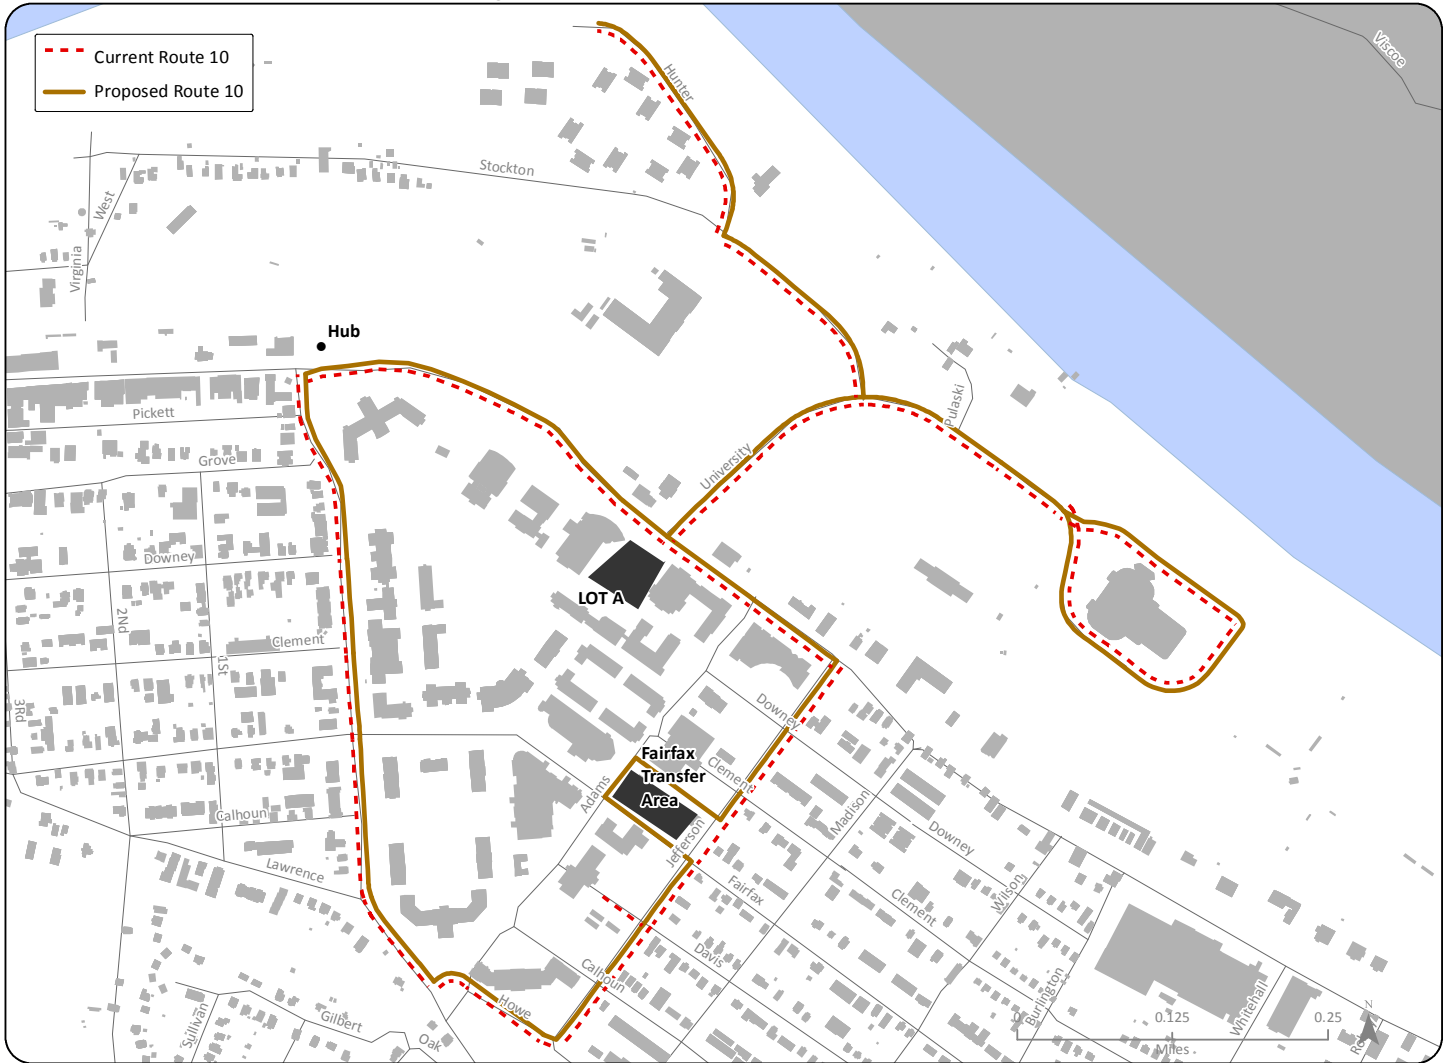 Current Route 10
Proposed Route 10
Viscoe
Hunter
Stockton
West
Virginia
Hub
Pickett
Pulaski
Grove
University
Downey
LOT A
2Nd
Clement
1St
3Rd
Downey
Fairfax
Transfer
Area
Clement
Adams
Calhoun
Madison
Jefferson
Downey
Lawrence
Fairfax
Clement
Wilson
Davis
Calhoun
Howe
Burlington
Whitehall
Sullivan
Gilbert
Oak
0
0.125
0.25
Miles
N